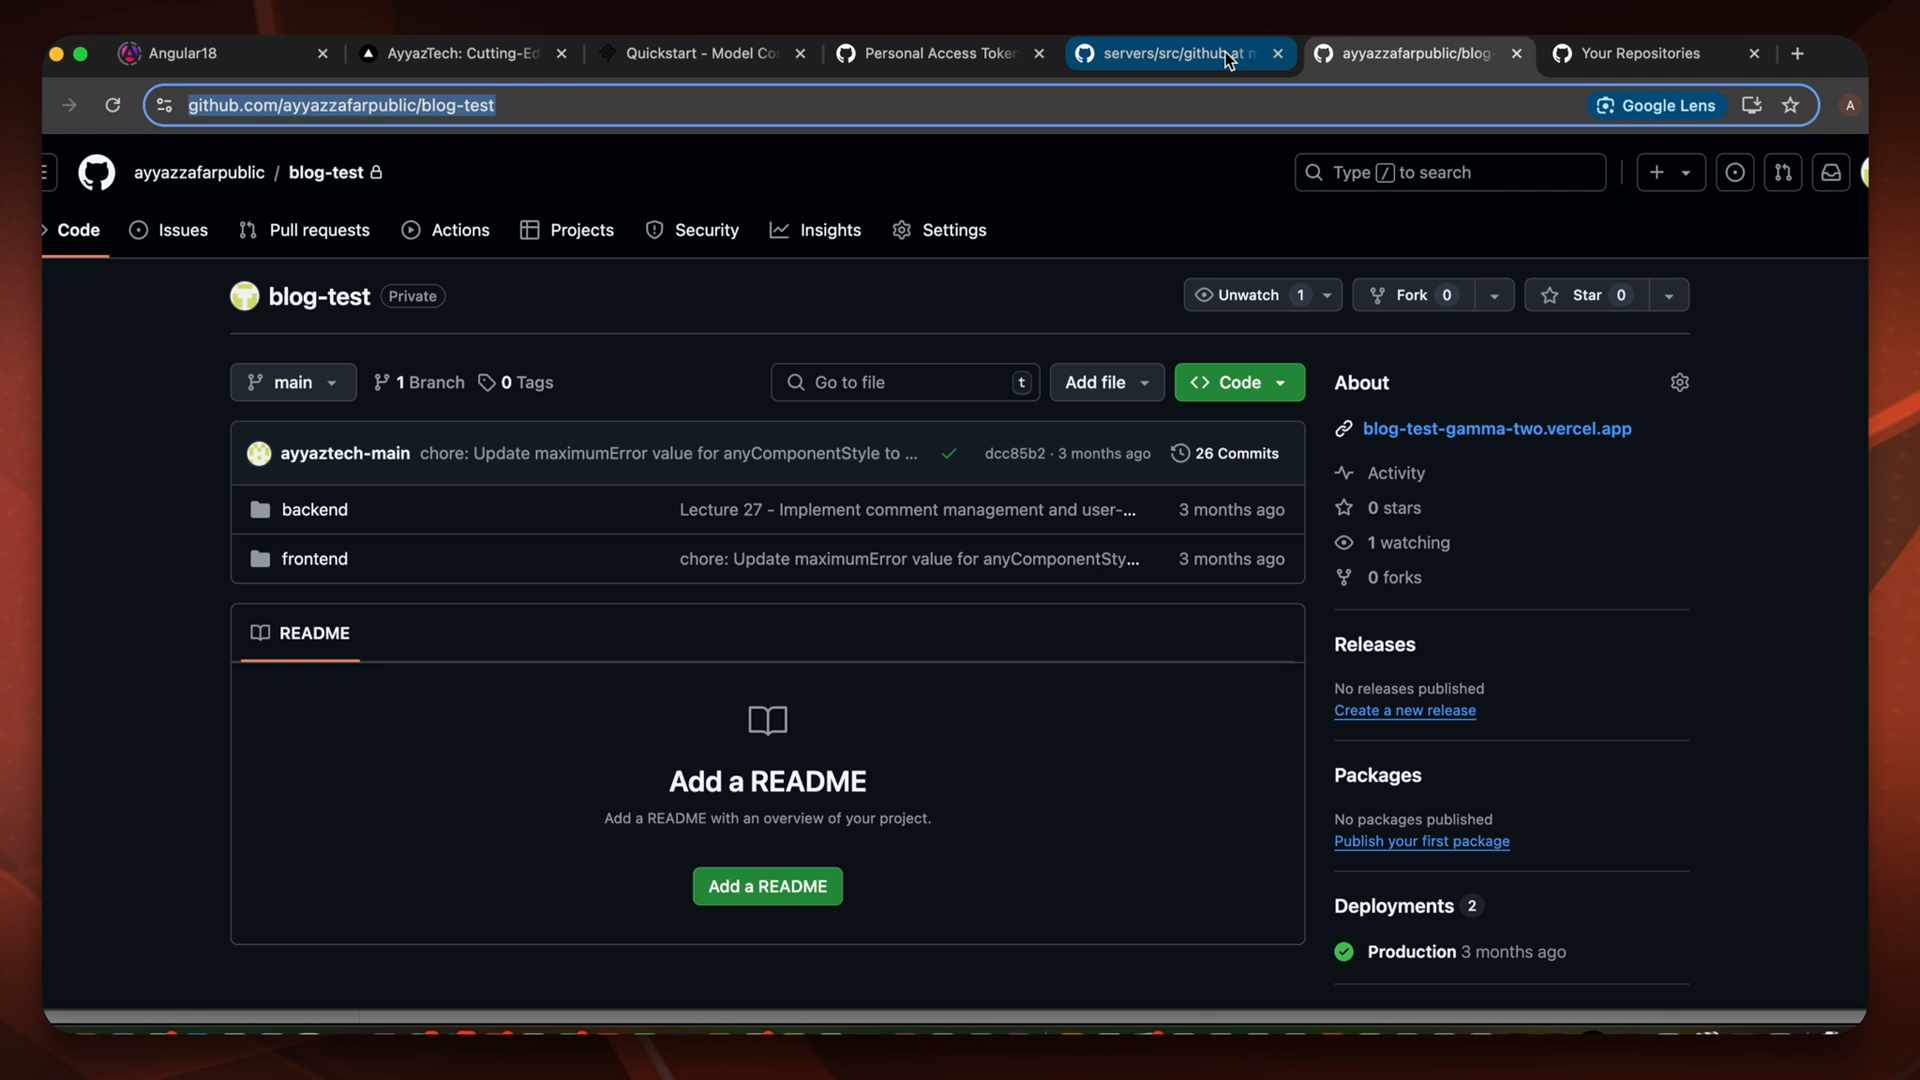 Angular18
AyyazTech: Cutting-Ed
Quickstart - Model Co
Personal Access Token
servers/src/github at m
ayyazzafarpublic/blog-
Your Repositories
github.com/ayyazzafarpublic/blog-test
Google Lens
A
ayyazzafarpublic / blog-test
Type / to search
Code
Issues
Pull requests
Actions
Projects
Security
Insights
Settings
blog-test
Private
Unwatch 1
Fork 0
Star 0
main
1 Branch
0 Tags
Go to file
t
Add file
Code
ayyaztech-main chore: Update maximumError value for anyComponentStyle to ... dcc85b2 · 3 months ago 26 Commits
backend Lecture 27 - Implement comment management and user-... 3 months ago
frontend chore: Update maximumError value for anyComponentSty... 3 months ago
README
Add a README
Add a README with an overview of your project.
Add a README
About
blog-test-gamma-two.vercel.app
Activity
0 stars
1 watching
0 forks
Releases
No releases published
Create a new release
Packages
No packages published
Publish your first package
Deployments 2
Production 3 months ago